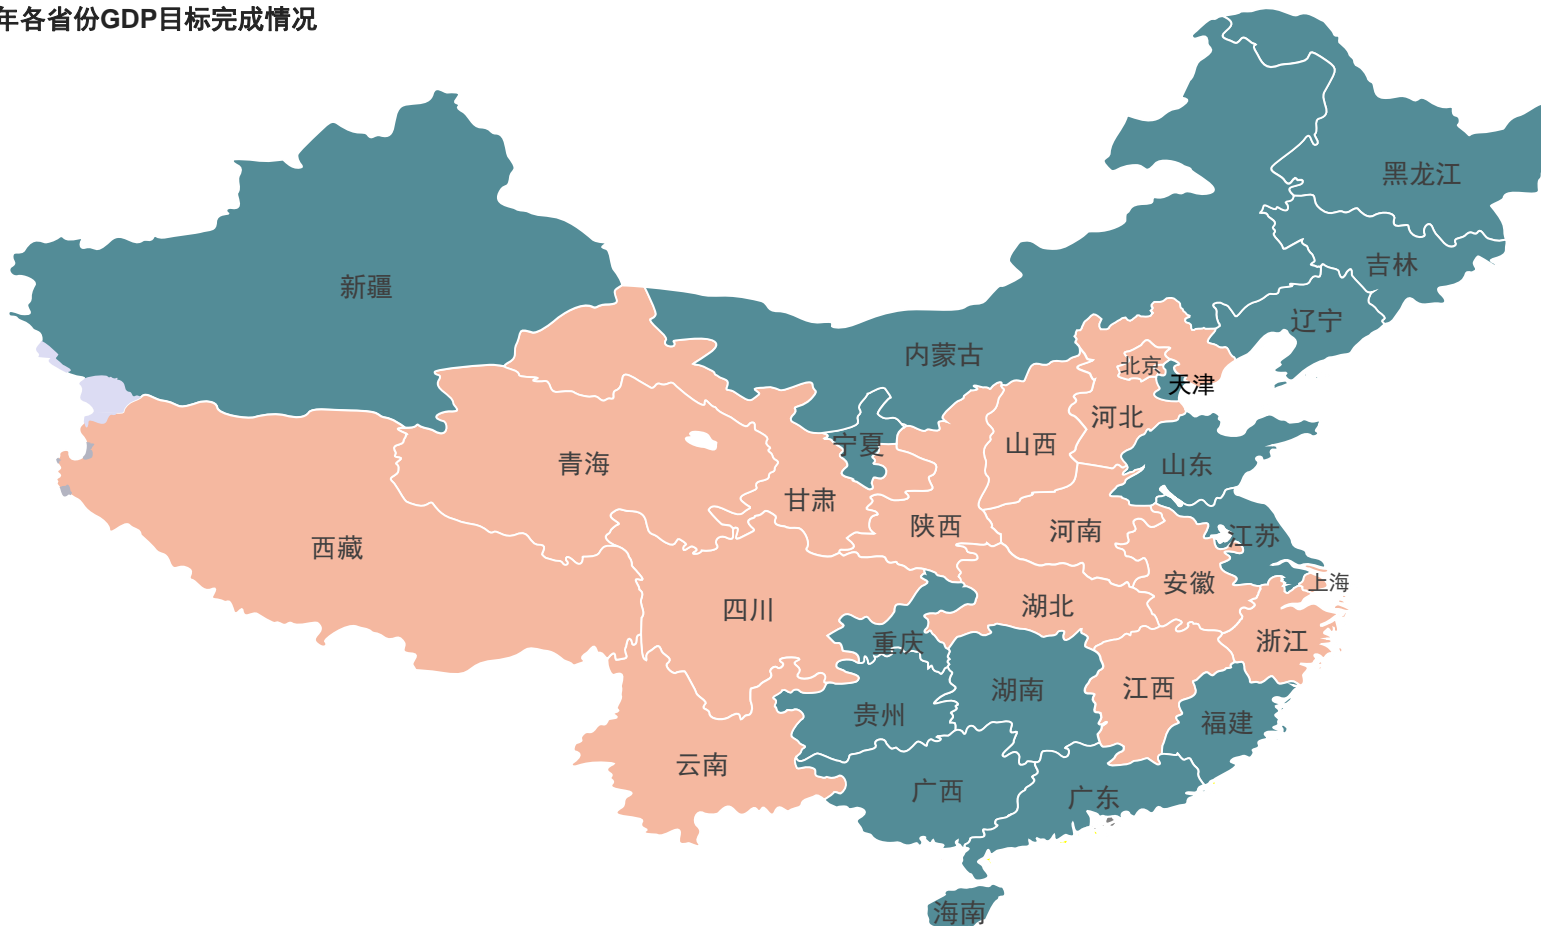 年各省份GDP目标完成情况
黑龙江
吉林
新疆
辽宁
内蒙古
北京
天津
河北
宁夏
山西
青海
山东
甘肃
陕西
河南
江苏
西藏
安徽
上海
四川
湖北
重庆
浙江
湖南
江西
贵州
福建
云南
广西
广东
海南